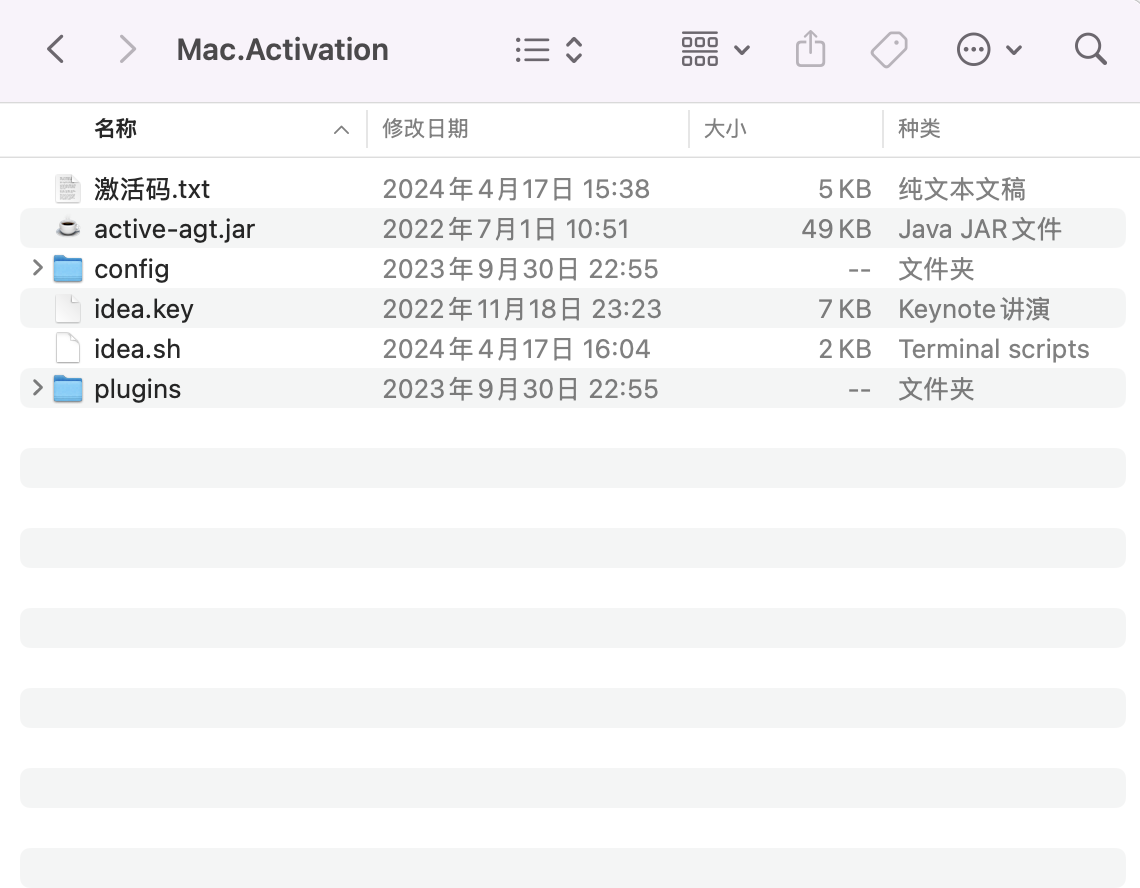 Mac.Activation
名称 修改日期 大小 种类
激活码.txt 2024年4月17日 15:38 5 KB 纯文本文稿
active-agt.jar 2022年7月1日 10:51 49 KB Java JAR文件
config 2023年9月30日 22:55 -- 文件夹
idea.key 2022年11月18日 23:23 7 KB Keynote讲演
idea.sh 2024年4月17日 16:04 2 KB Terminal scripts
plugins 2023年9月30日 22:55 -- 文件夹